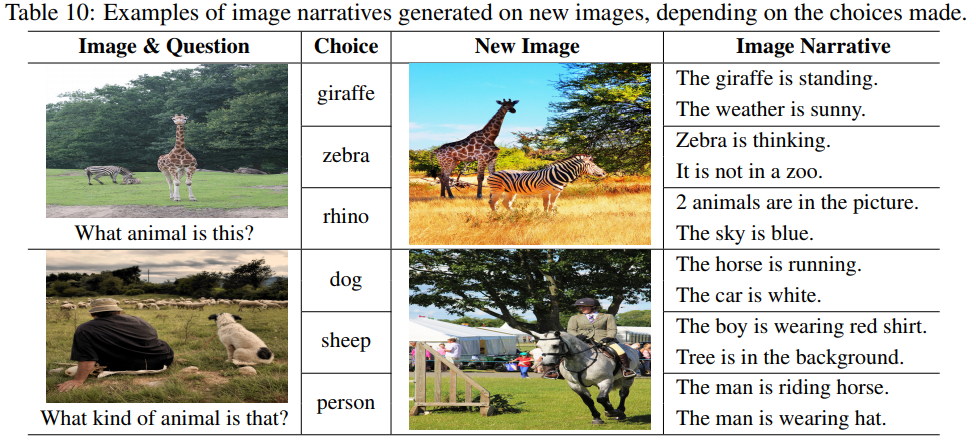 Table 10: Examples of image narratives generated on new images, depending on the choices made.
Image & Question Choice New Image Image Narrative
What animal is this?
giraffe
The giraffe is standing.
The weather is sunny.
zebra
Zebra is thinking.
It is not in a zoo.
rhino
2 animals are in the picture.
The sky is blue.
What kind of animal is that?
dog
The horse is running.
The car is white.
sheep
The boy is wearing red shirt.
Tree is in the background.
person
The man is riding horse.
The man is wearing hat.